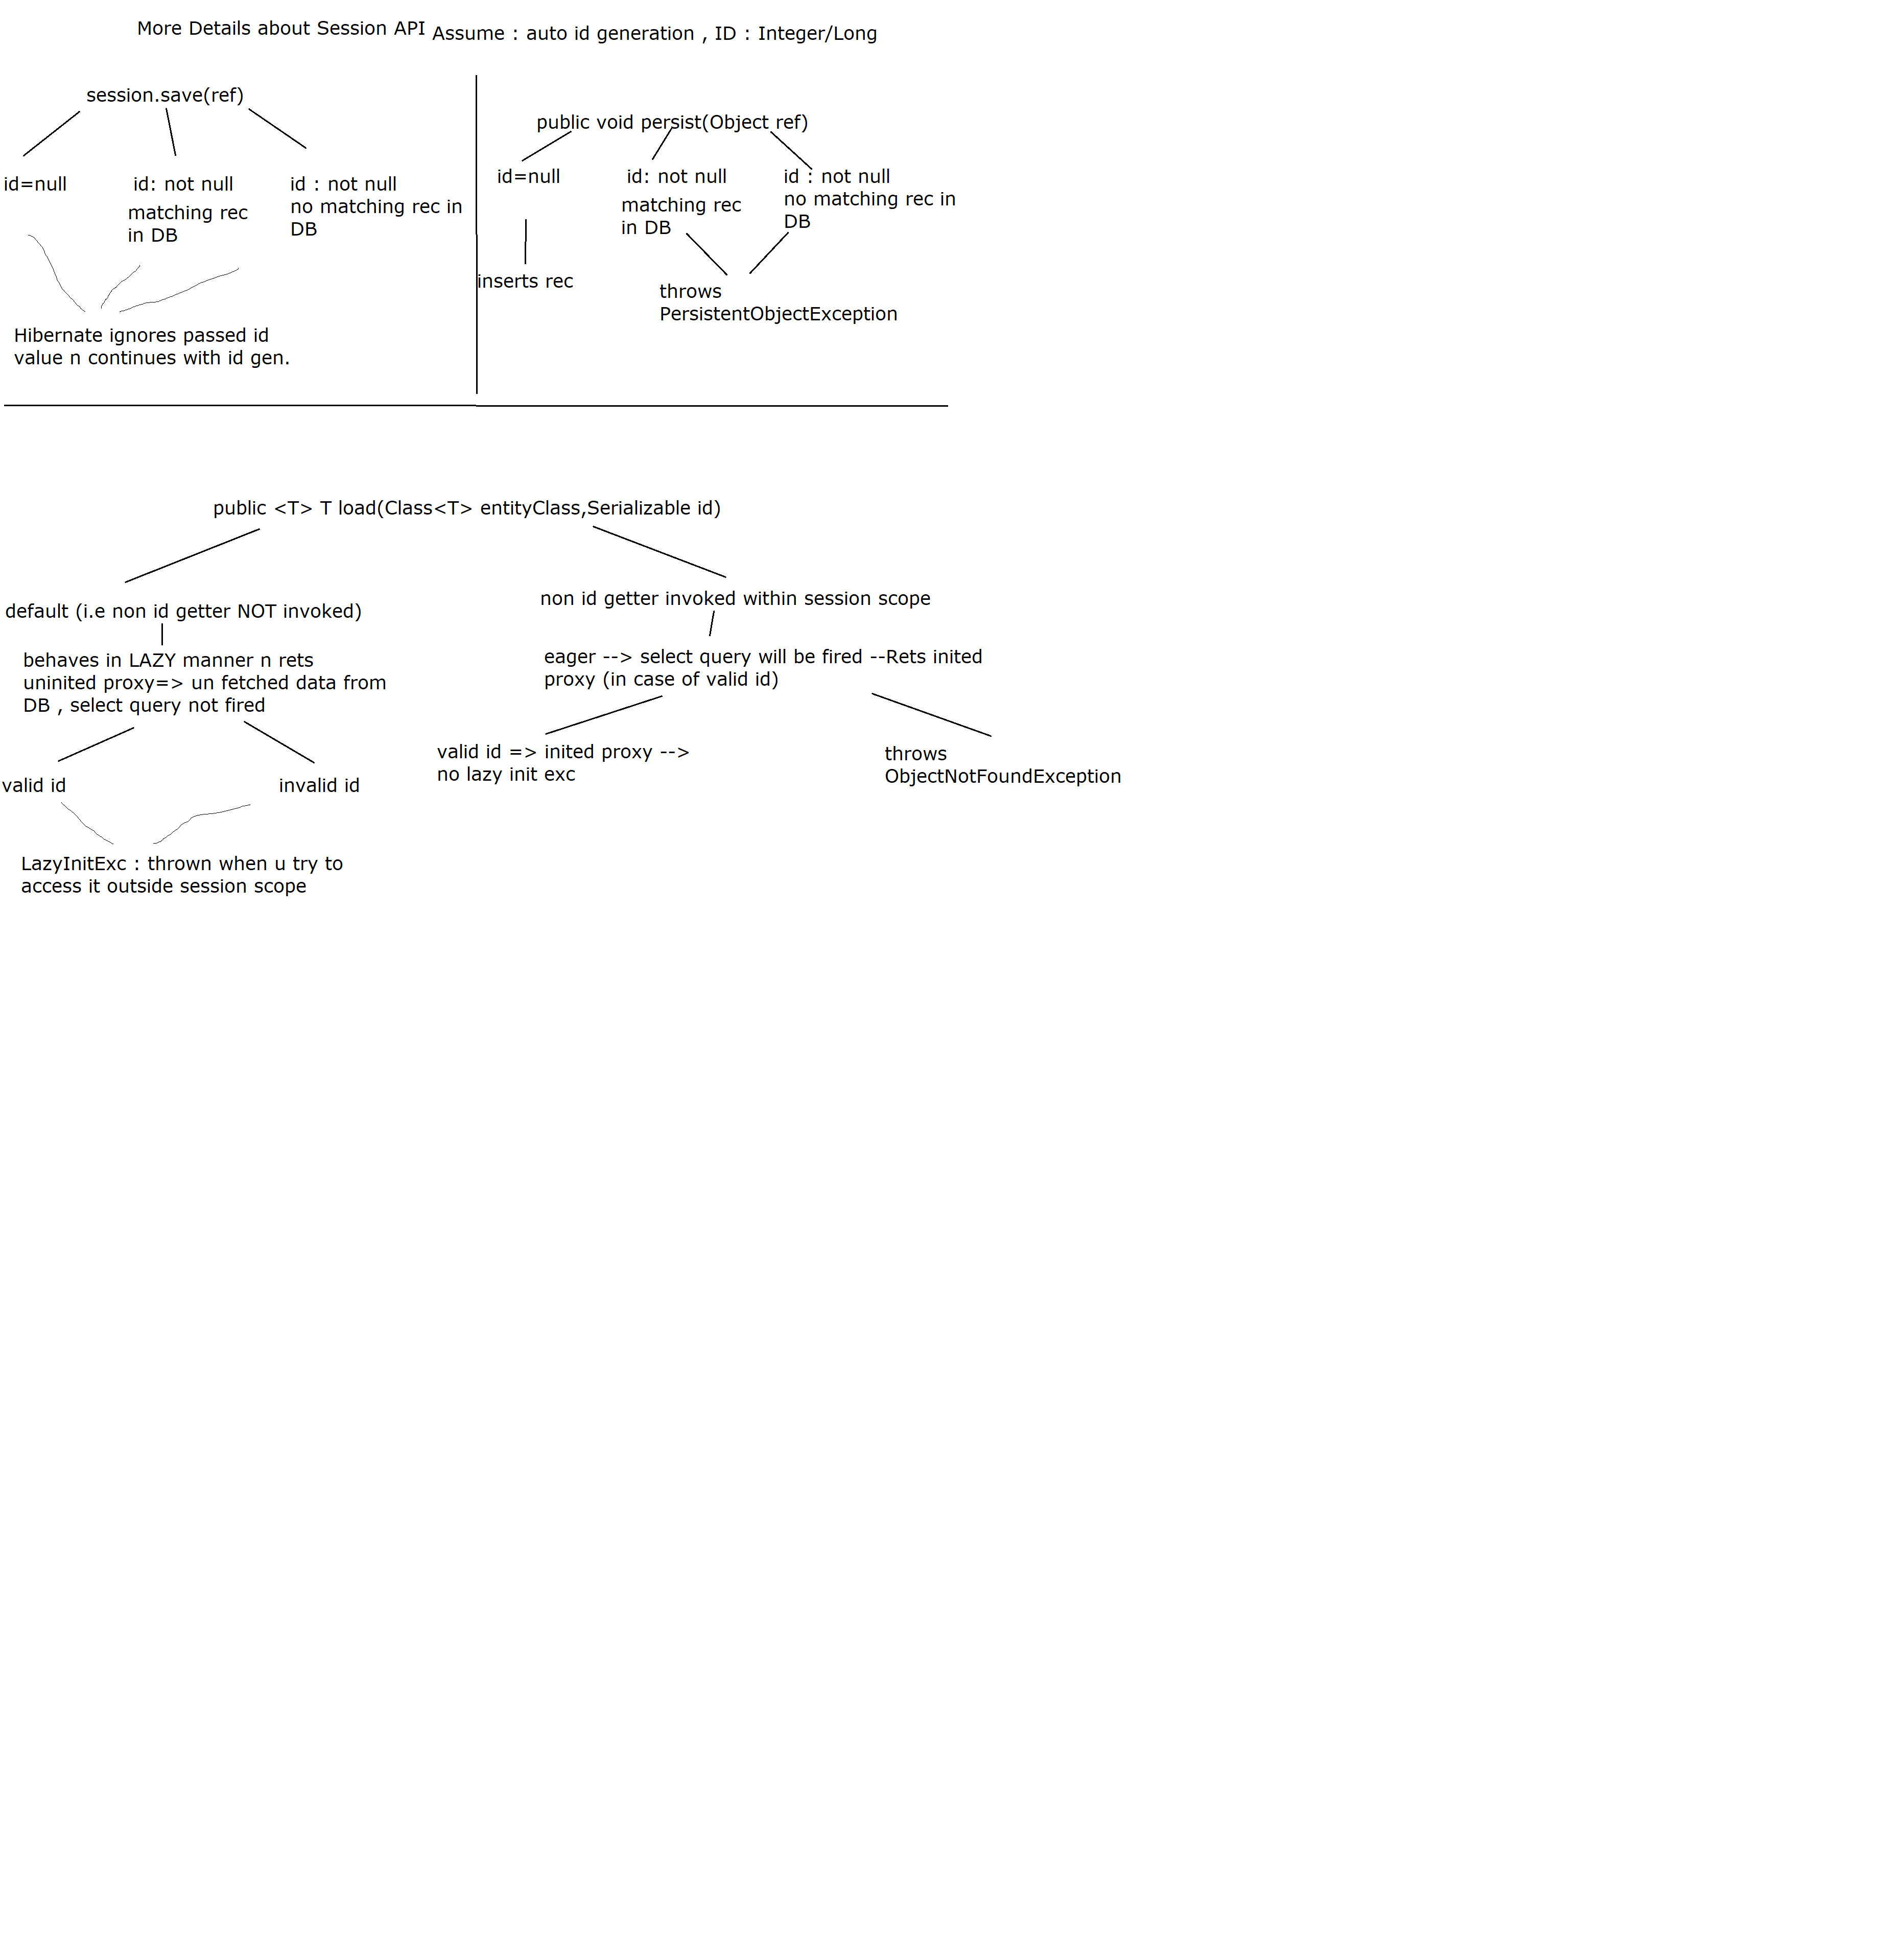 More Details about Session API
Assume : auto id generation , ID : Integer/Long
session.save(ref)
id=null
id: not null
matching rec
in DB
id : not null
no matching rec in
DB
Hibernate ignores passed id
value n continues with id gen.
public void persist(Object ref)
id=null
id: not null
matching rec
in DB
id : not null
no matching rec in
DB
inserts rec
throws
PersistentObjectException
public <T> T load(Class<T> entityClass,Serializable id)
default (i.e non id getter NOT invoked)
behaves in LAZY manner n rets
uninited proxy=> un fetched data from
DB , select query not fired
valid id
invalid id
LazyInitExc : thrown when u try to
access it outside session scope
non id getter invoked within session scope
eager --> select query will be fired --Rets inited
proxy (in case of valid id)
valid id => inited proxy -->
no lazy init exc
throws
ObjectNotFoundException